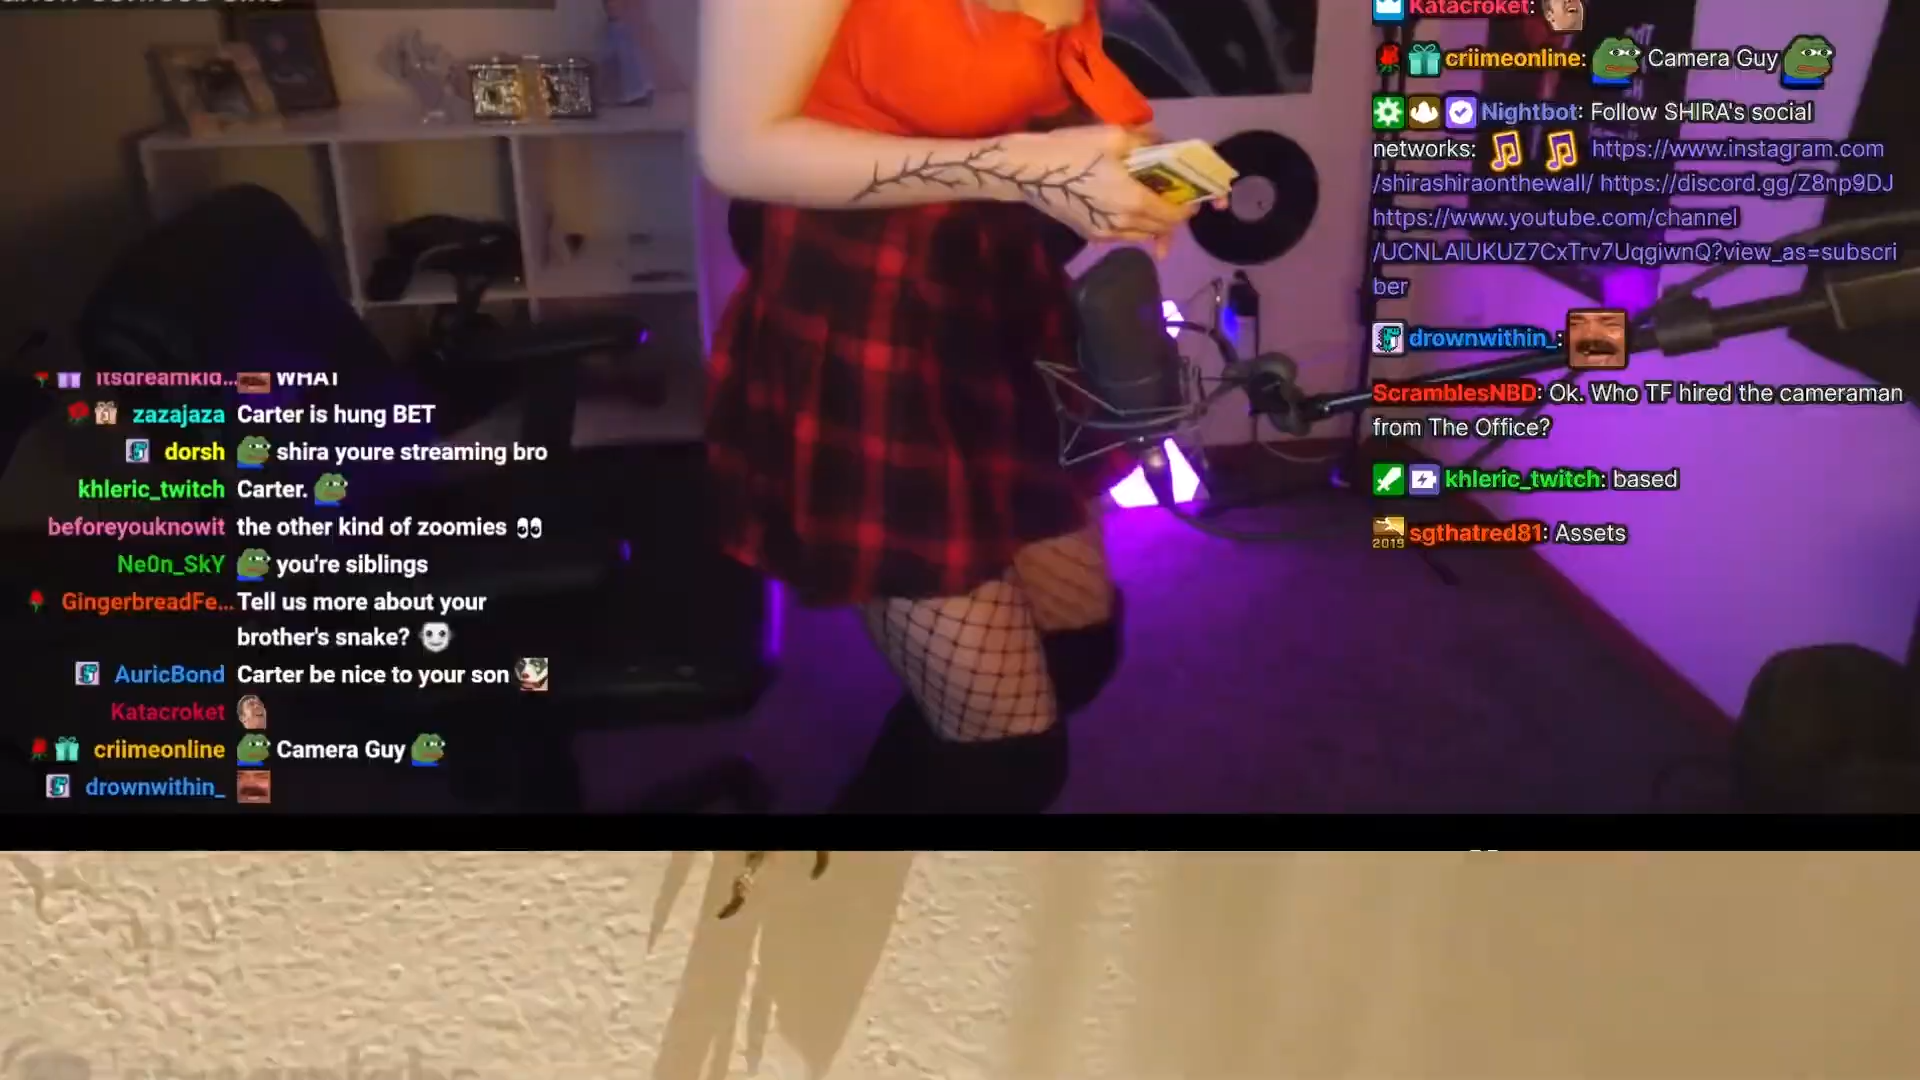 WHAT
zazajaza Carter is hung BET
dorsh shira youre streaming bro
khleric_twitch Carter.
beforeyouknowit the other kind of zoomies
Ne0n_SkY you're siblings
GingerbreadFe... Tell us more about your
brother's snake?
AuricBond Carter be nice to your son
Katacroket
criimeonline Camera Guy
drownwithin_
Katacroket:
criimeonline: Camera Guy
Nightbot: Follow SHIRA's social
networks: https://www.instagram.com
/shirashiraonthewall/ https://discord.gg/Z8np9DJ
https://www.youtube.com/channel
/UCNLAIUKUZ7CxTrv7UqgiwnQ?view_as=subscri
ber
drownwithin_:
ScramblesNBD: Ok. Who TF hired the cameraman
from The Office?
khleric_twitch: based
2019 sgthatred81: Assets